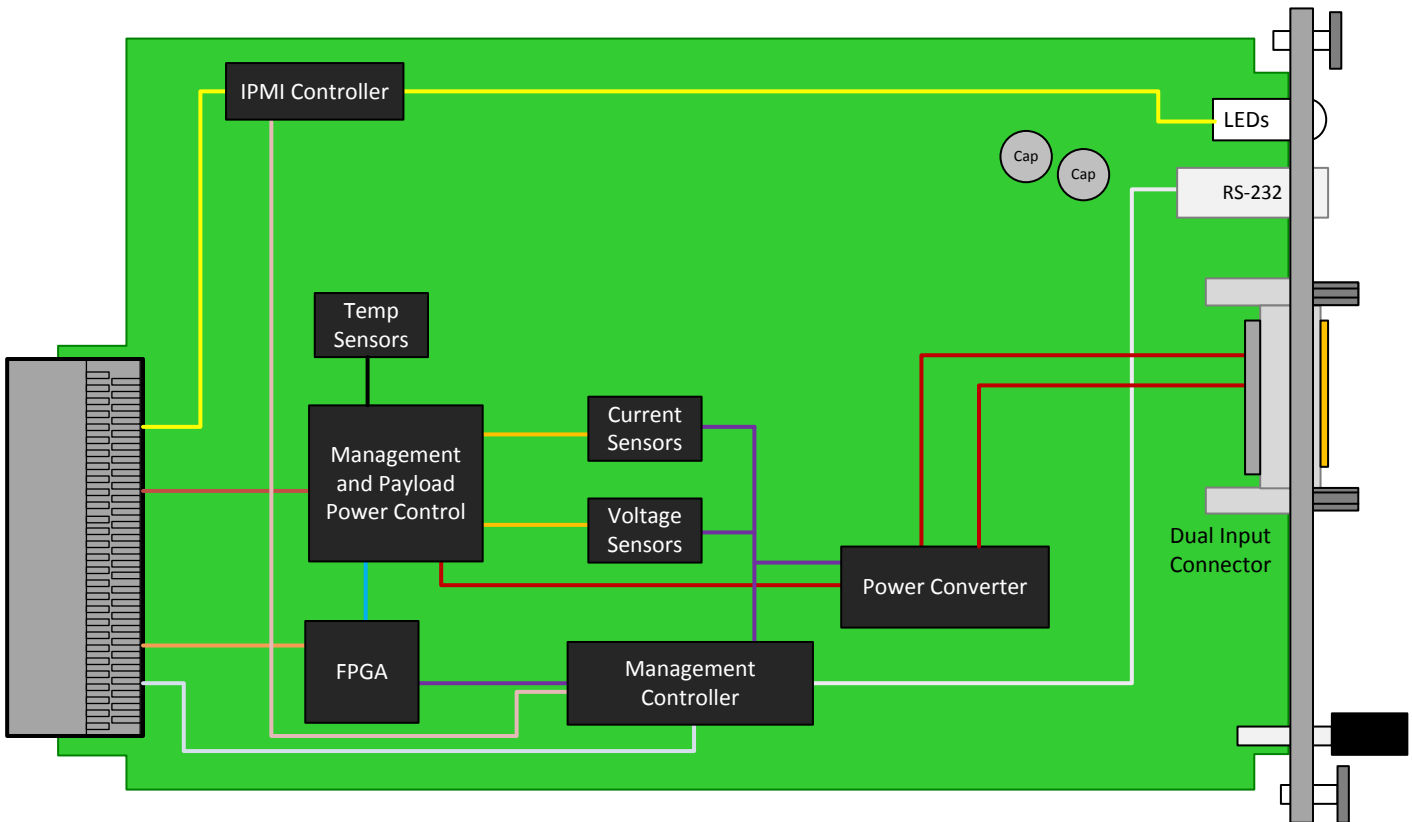 IPMI Controller
LEDs
Cap
Cap
RS-232
Temp
Sensors
Current
Sensors
Management
and Payload
Power Control
Voltage
Sensors
Dual Input
Connector
Power Converter
FPGA
Management
Controller